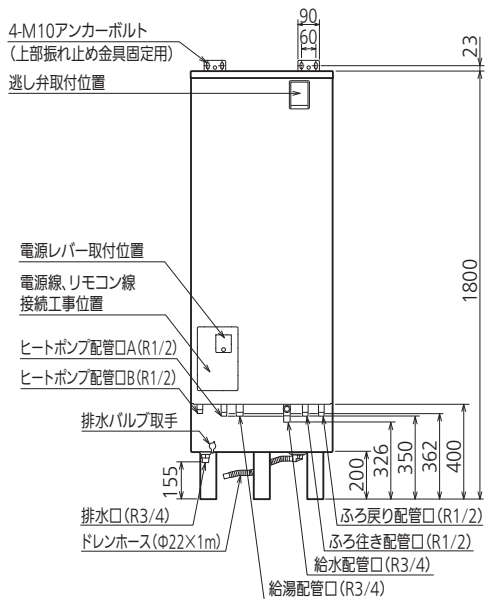 4-M10アンカーボルト
(上部振れ止め金具固定用)
逃し弁取付位置
90
60
23
1800
電源レバー取付位置
電源線、リモコン線
接続工事位置
ヒートポンプ配管口A(R1/2)
ヒートポンプ配管口B(R1/2)
排水バルブ取手
155
200
326
350
362
400
排水口(R3/4)
ドレンホース(Φ22×1m)
ふろ戻り配管口(R1/2)
ふろ往き配管口(R1/2)
給水配管口(R3/4)
給湯配管口(R3/4)